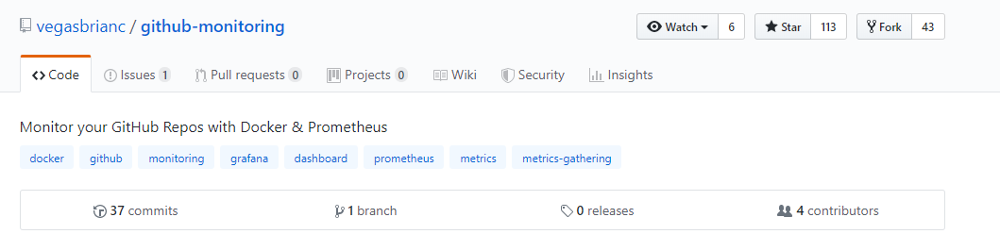 vegasbrianc / github-monitoring
Watch 6 Star 113 Fork 43
Code Issues 1 Pull requests 0 Projects 0 Wiki Security Insights
Monitor your GitHub Repos with Docker & Prometheus
docker github monitoring grafana dashboard prometheus metrics metrics-gathering
37 commits 1 branch 0 releases 4 contributors